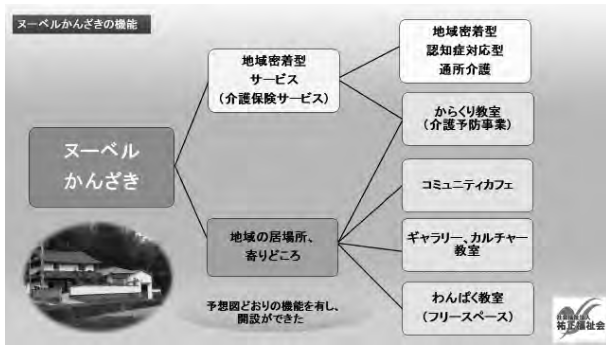 ヌーベルかんざきの機能
ヌーベル
かんざき
地域密着型
サービス
(介護保険サービス)
地域の居場所、
寄りどころ
予想図どおりの機能を有し、
開設ができた
地域密着型
認知症対応型
通所介護
からくり教室
(介護予防事業)
コミュニティカフェ
ギャラリー、カルチャー
教室
わんぱく教室
(フリースペース)
社会福祉法人
祐正福祉会